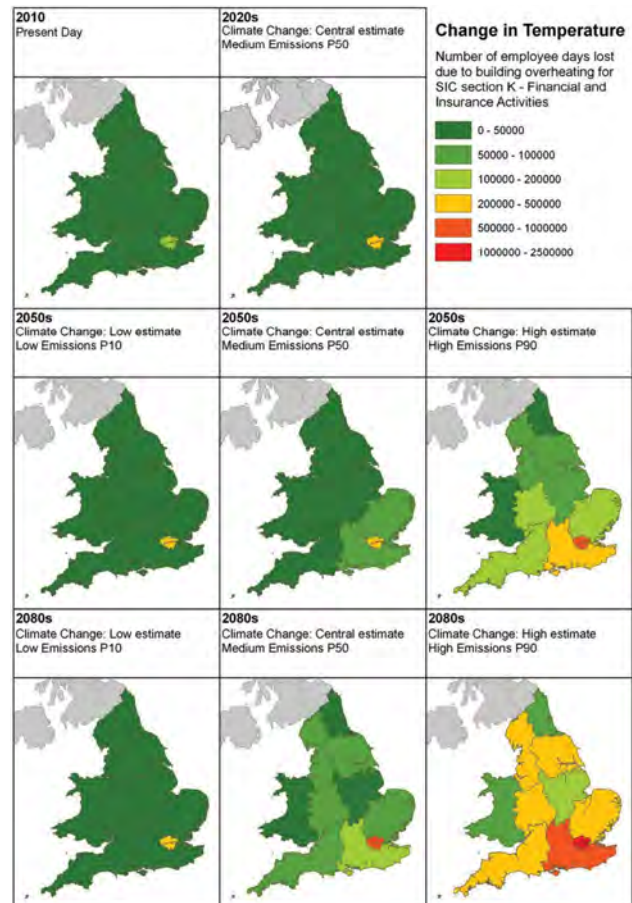 2010
Present Day
2020s
Climate Change: Central estimate
Medium Emissions P50
Change in Temperature
Number of employee days lost
due to building overheating for
SIC section K - Financial and
Insurance Activities
0 - 50000
50000 - 100000
100000 - 200000
200000 - 500000
500000 - 1000000
1000000 - 2500000
2050s
Climate Change: Low estimate
Low Emissions P10
2050s
Climate Change: Central estimate
Medium Emissions P50
2050s
Climate Change: High estimate
High Emissions P90
2080s
Climate Change: Low estimate
Low Emissions P10
2080s
Climate Change: Central estimate
Medium Emissions P50
2080s
Climate Change: High estimate
High Emissions P90